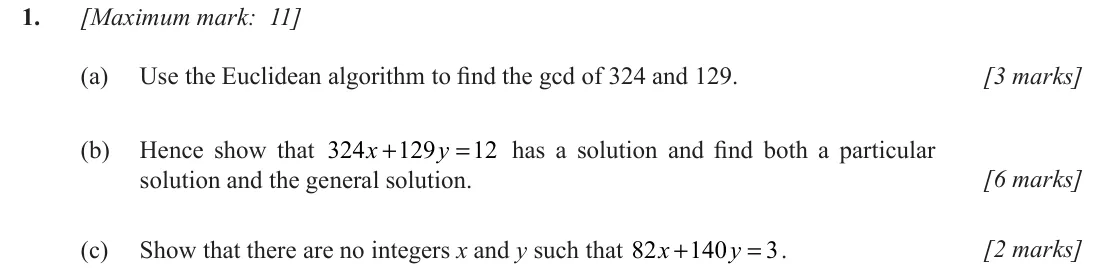 1. [Maximum mark: 11]
(a) Use the Euclidean algorithm to find the gcd of 324 and 129. [3 marks]
(b) Hence show that 324x+129y=12 has a solution and find both a particular
solution and the general solution. [6 marks]
(c) Show that there are no integers x and y such that 82x+140y=3. [2 marks]